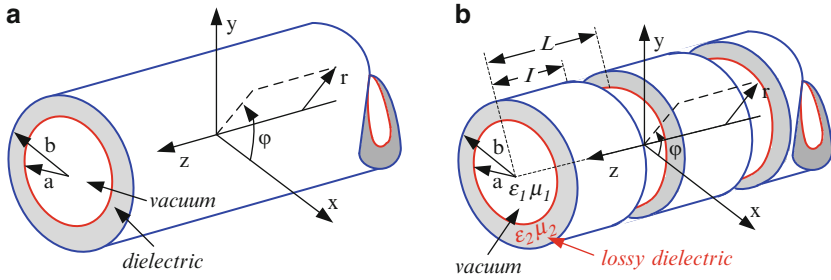 a
y
b
a
z
φ
r
x
vacuum
dielectric
b
L
I
y
b
a
ε1 μ1
z
φ
r
x
ε2 μ2
vacuum
lossy dielectric